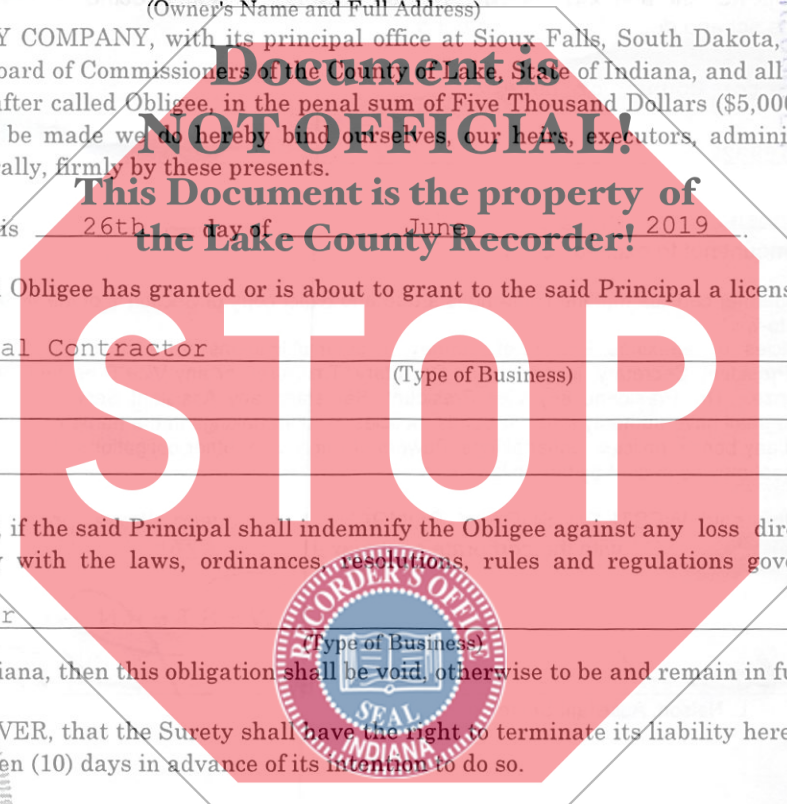 (Owner's Name and Full Address)
Y COMPANY, with its principal office at Sioux Falls, South Dakota,
Document is
oard of Commissioners of the County of Lake, State of Indiana, and all
after called Obligee, in the penal sum of Five Thousand Dollars ($5,000
NOT OFFICIAL!
be made we do hereby bind ourselves, our heirs, executors, admini
ally, firmly by these presents.
This Document is the property of
is 26th day of June 2019.
the Lake County Recorder!
Obligee has granted or is about to grant to the said Principal a licens
STOP
al Contractor
(Type of Business)
, if the said Principal shall indemnify the Obligee against any loss dir
with the laws, ordinances, resolutions, rules and regulations gov
RECORDER'S OFFICE
r
(Type of Business)
iana, then this obligation shall be void, otherwise to be and remain in fu
SEAL
VER, that the Surety shall have the right to terminate its liability here
INDIANA
en (10) days in advance of its intention to do so.